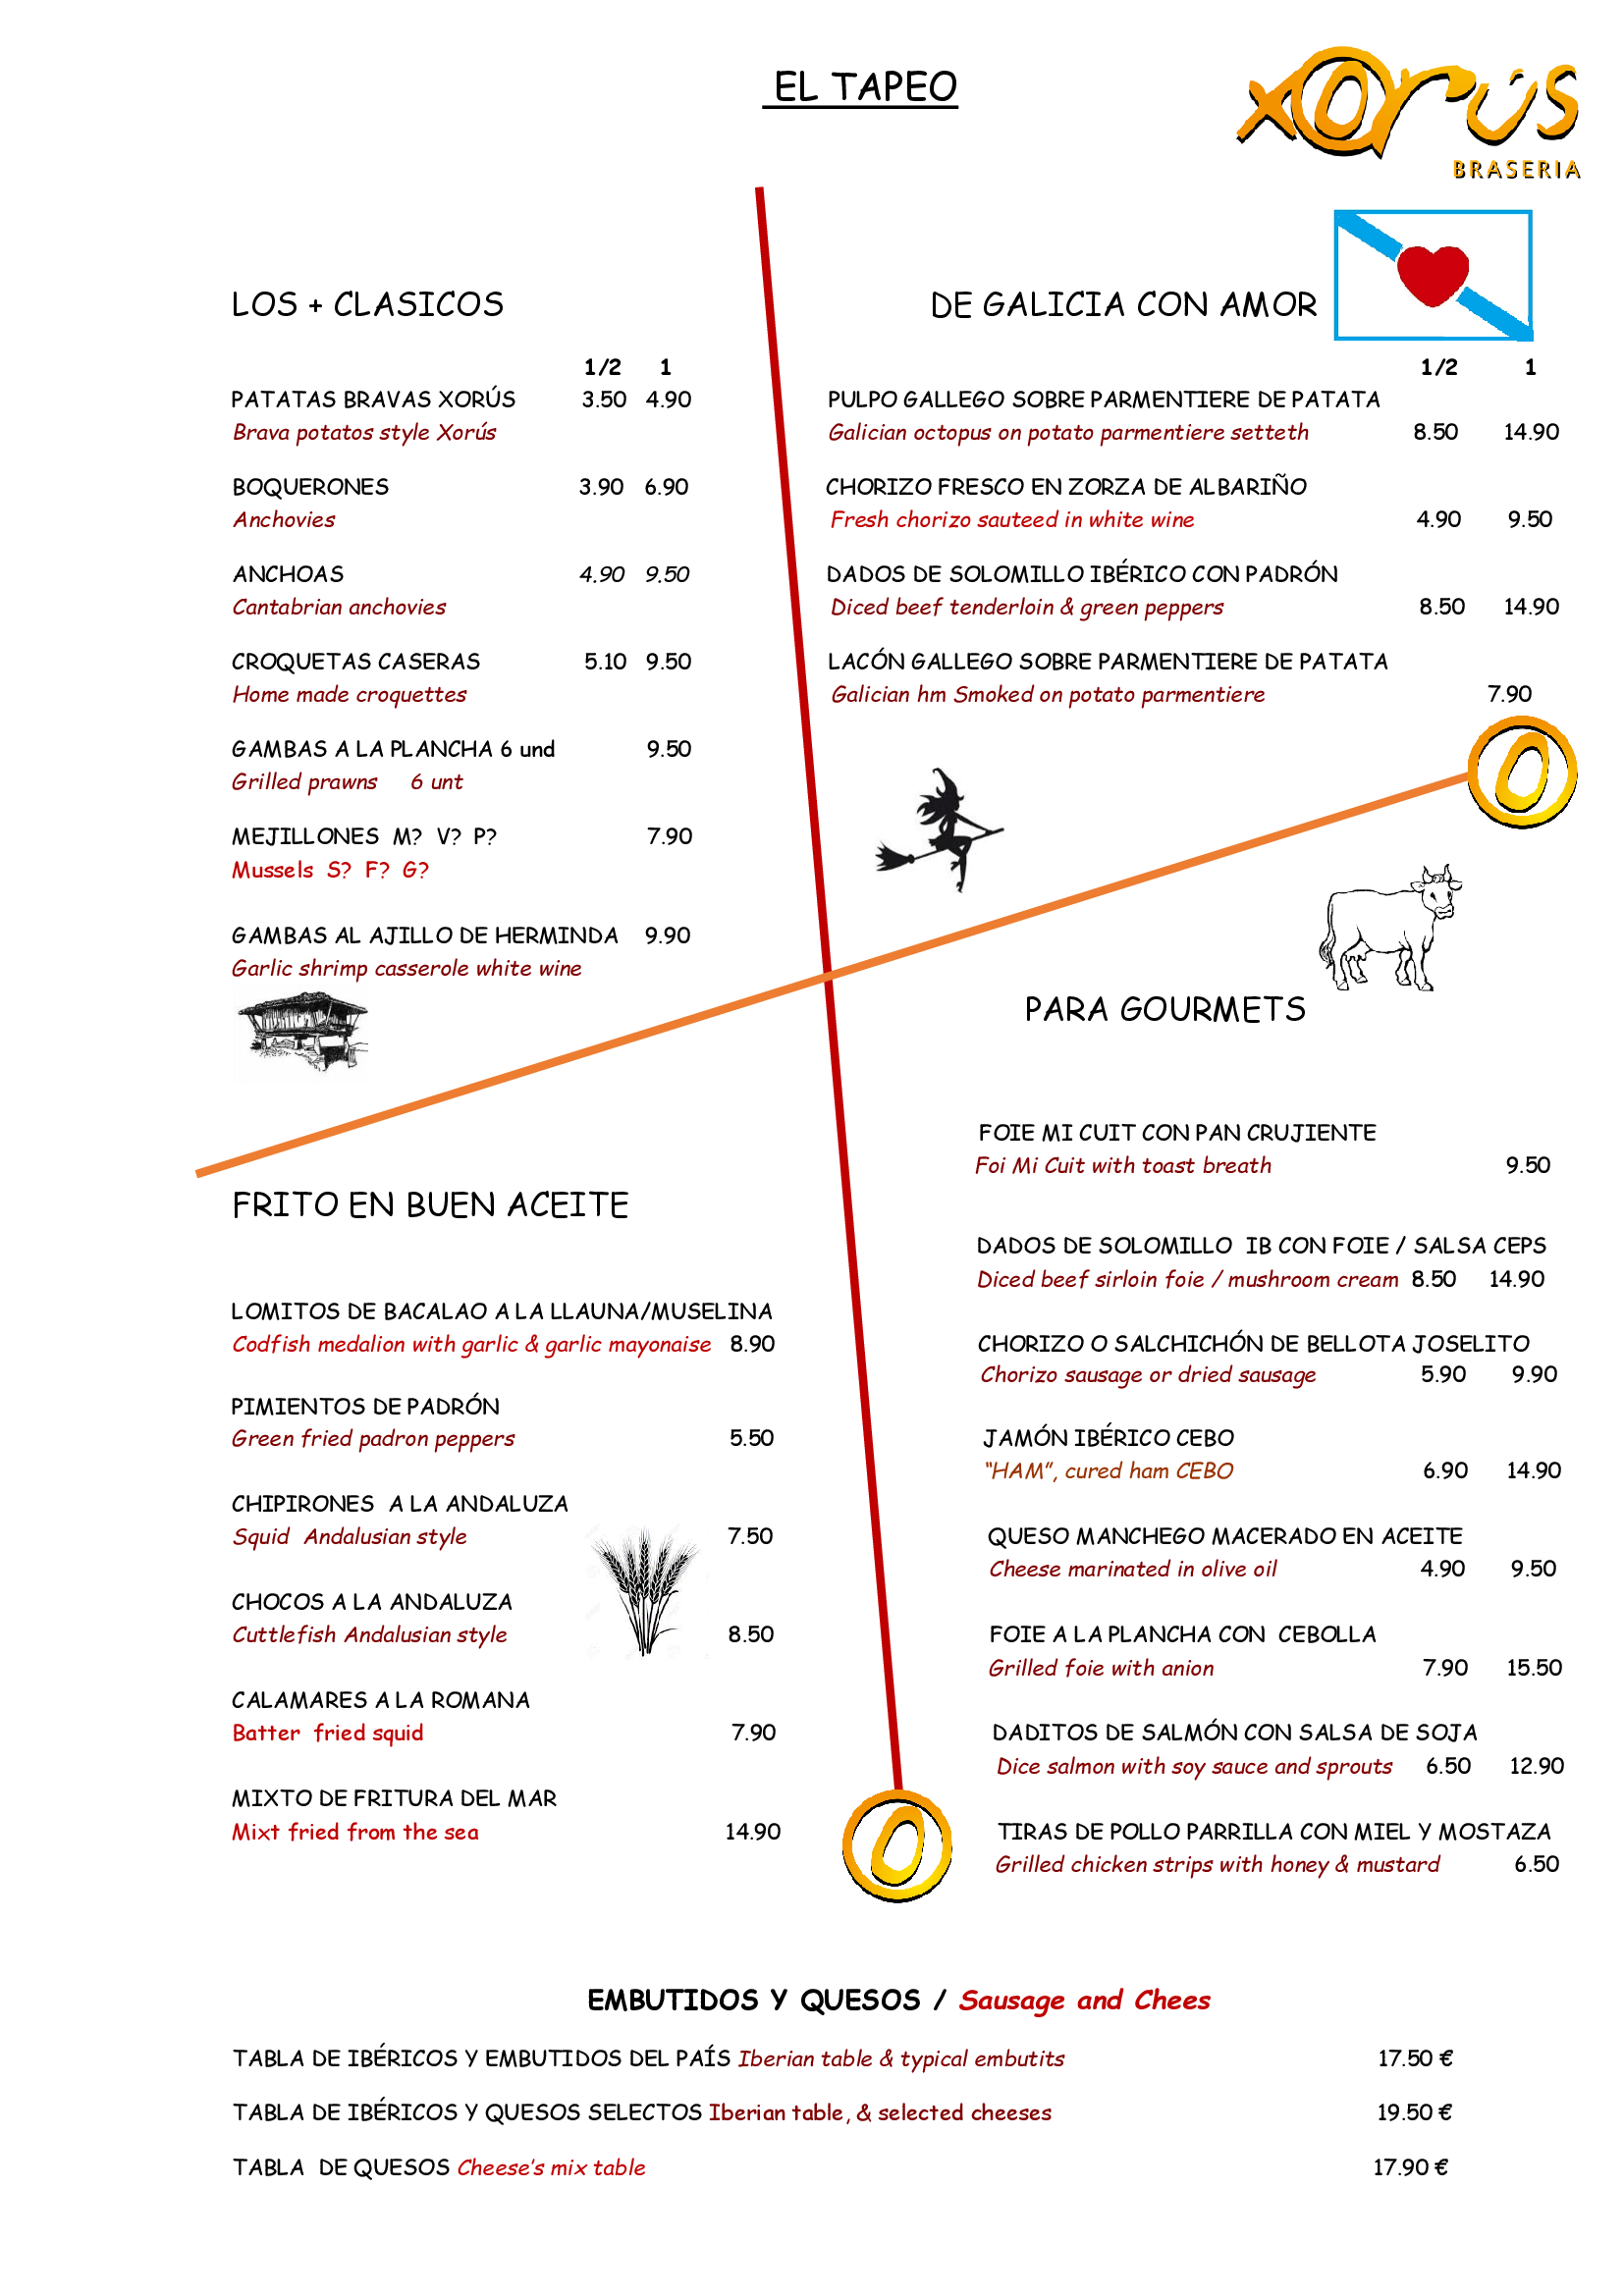 EL TAPEO
xorús
BRASERIA
LOS + CLASICOS
1/2 1
PATATAS BRAVAS XORÚS 3.50 4.90
Brava potatos style Xorús
BOQUERONES 3.90 6.90
Anchovies
ANCHOAS 4.90 9.50
Cantabrian anchovies
CROQUETAS CASERAS 5.10 9.50
Home made croquettes
GAMBAS A LA PLANCHA 6 und 9.50
Grilled prawns 6 unt
MEJILLONES M? V? P? 7.90
Mussels S? F? G?
GAMBAS AL AJILLO DE HERMINDA 9.90
Garlic shrimp casserole white wine
DE GALICIA CON AMOR
1/2 1
PULPO GALLEGO SOBRE PARMENTIERE DE PATATA
Galician octopus on potato parmentiere setteth 8.50 14.90
CHORIZO FRESCO EN ZORZA DE ALBARIÑO
Fresh chorizo sauteed in white wine 4.90 9.50
DADOS DE SOLOMILLO IBÉRICO CON PADRÓN
Diced beef tenderloin & green peppers 8.50 14.90
LACÓN GALLEGO SOBRE PARMENTIERE DE PATATA
Galician hm Smoked on potato parmentiere 7.90
FRITO EN BUEN ACEITE
LOMITOS DE BACALAO A LA LLAUNA/MUSELINA
Codfish medalion with garlic & garlic mayonaise 8.90
PIMIENTOS DE PADRÓN
Green fried padron peppers 5.50
CHIPIRONES A LA ANDALUZA
Squid Andalusian style 7.50
CHOCOS A LA ANDALUZA
Cuttlefish Andalusian style 8.50
CALAMARES A LA ROMANA
Batter fried squid 7.90
MIXTO DE FRITURA DEL MAR
Mixt fried from the sea 14.90
PARA GOURMETS
FOIE MI CUIT CON PAN CRUJIENTE
Foi Mi Cuit with toast breath 9.50
DADOS DE SOLOMILLO IB CON FOIE / SALSA CEPS
Diced beef sirloin foie / mushroom cream 8.50 14.90
CHORIZO O SALCHICHÓN DE BELLOTA JOSELITO
Chorizo sausage or dried sausage 5.90 9.90
JAMÓN IBÉRICO CEBO
“HAM”, cured ham CEBO 6.90 14.90
QUESO MANCHEGO MACERADO EN ACEITE
Cheese marinated in olive oil 4.90 9.50
FOIE A LA PLANCHA CON CEBOLLA
Grilled foie with anion 7.90 15.50
DADITOS DE SALMÓN CON SALSA DE SOJA
Dice salmon with soy sauce and sprouts 6.50 12.90
TIRAS DE POLLO PARRILLA CON MIEL Y MOSTAZA
Grilled chicken strips with honey & mustard 6.50
EMBUTIDOS Y QUESOS / Sausage and Chees
TABLA DE IBÉRICOS Y EMBUTIDOS DEL PAÍS Iberian table & typical embutits 17.50 €
TABLA DE IBÉRICOS Y QUESOS SELECTOS Iberian table, & selected cheeses 19.50 €
TABLA DE QUESOS Cheese’s mix table 17.90 €